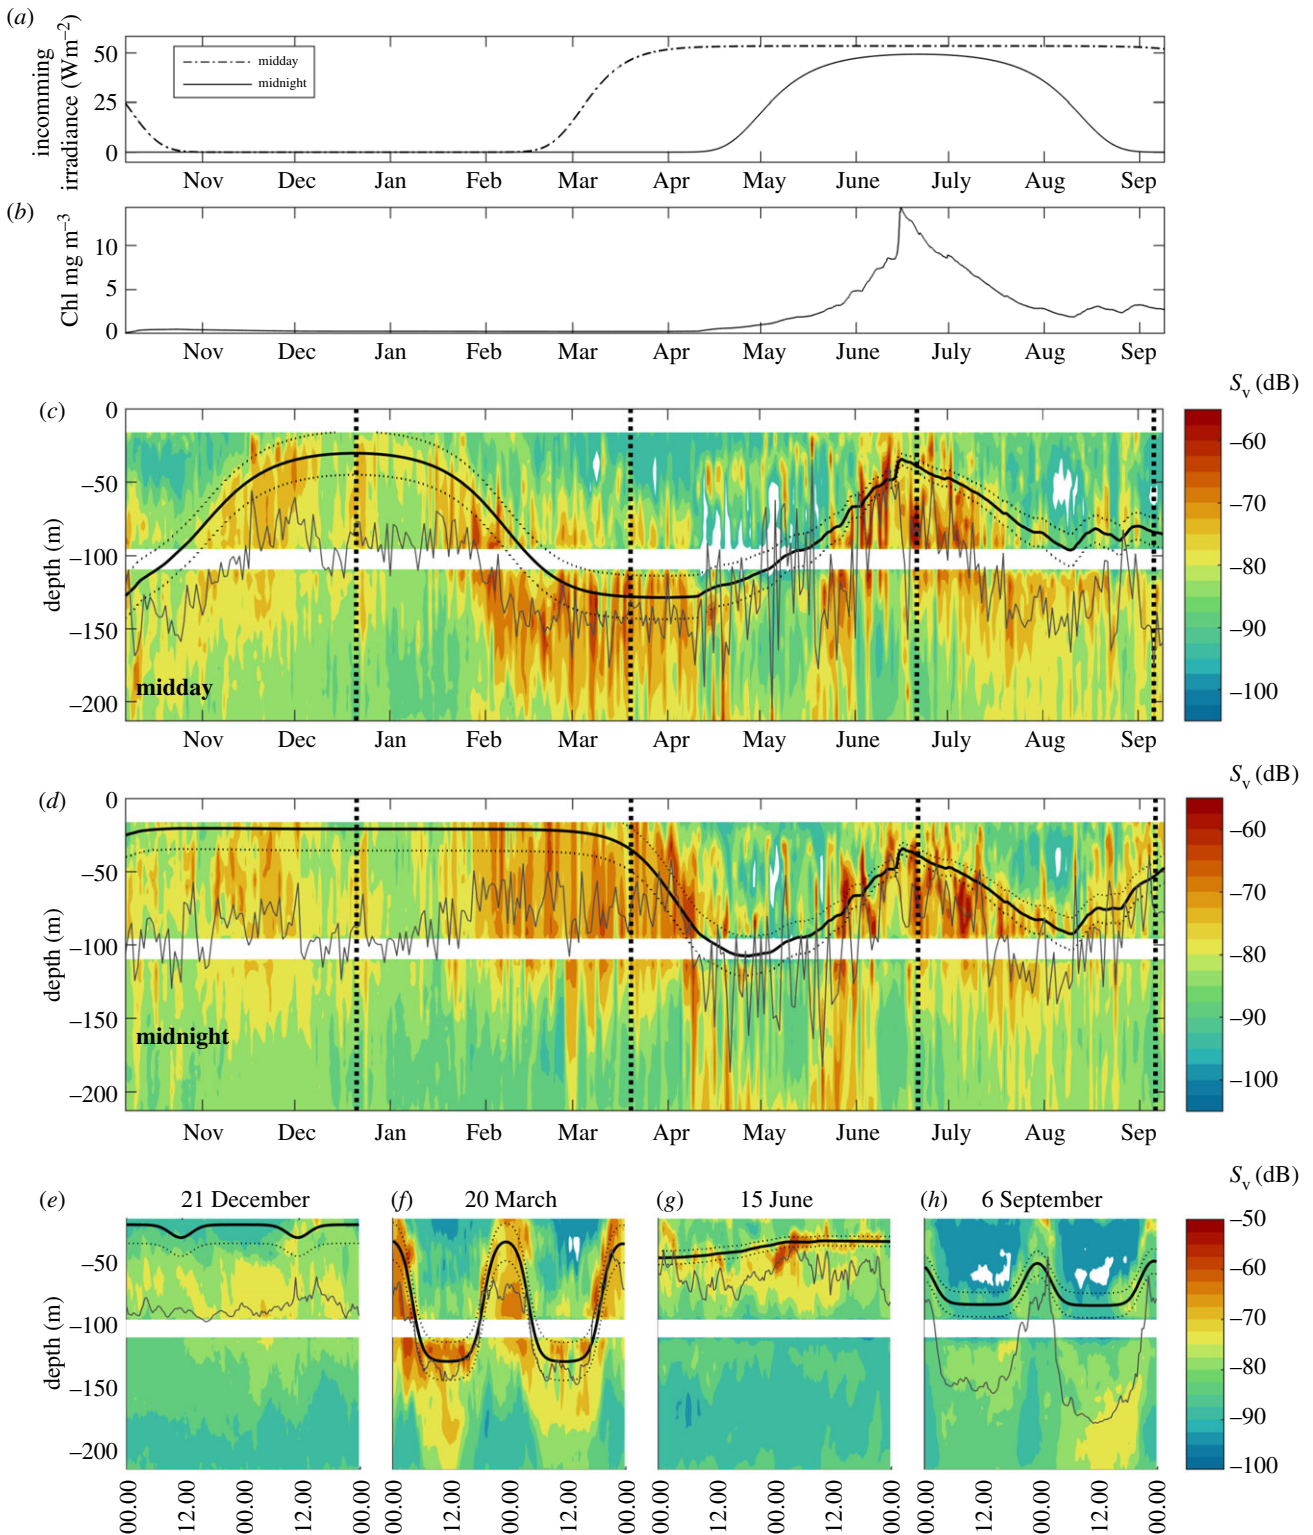 (a)
incomming
irradiance (Wm−2)
50
25
0
midday
midnight
Nov Dec Jan Feb Mar Apr May June July Aug Sep
(b)
Chl mg m−3
10
5
0
Nov Dec Jan Feb Mar Apr May June July Aug Sep
(c)
Sv (dB)
depth (m)
0
−50
−100
−150
−200
midday
−60
−70
−80
−90
−100
Nov Dec Jan Feb Mar Apr May June July Aug Sep
(d)
Sv (dB)
depth (m)
0
−50
−100
−150
−200
midnight
−60
−70
−80
−90
−100
Nov Dec Jan Feb Mar Apr May June July Aug Sep
(e) 21 December (f) 20 March (g) 15 June (h) 6 September
Sv (dB)
depth (m)
−50
−100
−150
−200
−50
−60
−70
−80
−90
−100
00.00 12.00 00.00 12.00 00.00 00.00 12.00 00.00 12.00 00.00 00.00 12.00 00.00 12.00 00.00 00.00 12.00 00.00 12.00 00.00